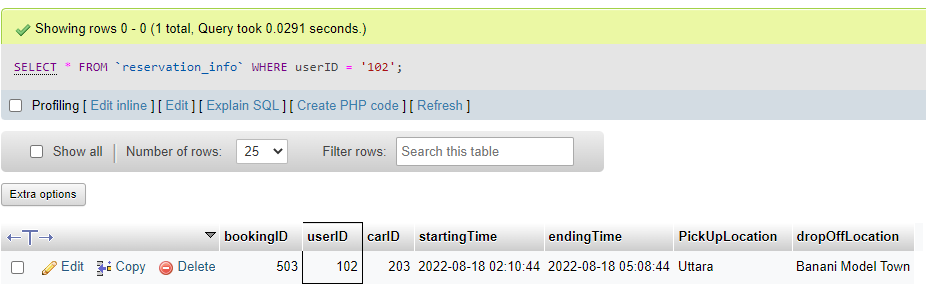 Showing rows 0 - 0 (1 total, Query took 0.0291 seconds.)
SELECT * FROM `reservation_info` WHERE userID = '102';
Profiling [ Edit inline ] [ Edit ] [ Explain SQL ] [ Create PHP code ] [ Refresh ]
Show all | Number of rows: 25 Filter rows: Search this table
Extra options
←T→ bookingID userID carID startingTime endingTime PickUpLocation dropOffLocation
Edit Copy Delete 503 102 203 2022-08-18 02:10:44 2022-08-18 05:08:44 Uttara Banani Model Town